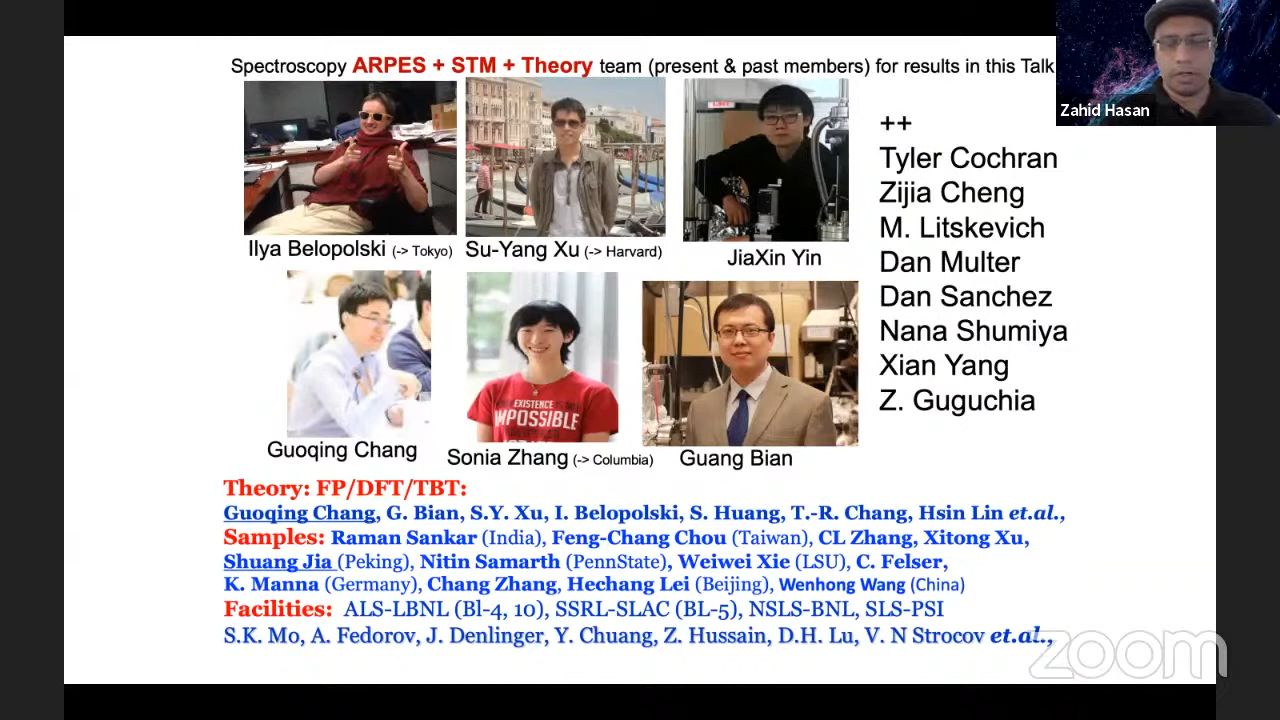 Spectroscopy ARPES + STM + Theory team (present & past members) for results in this Talk
Zahid Hasan
Ilya Belopolski (-> Tokyo)
Su-Yang Xu (-> Harvard)
JiaXin Yin
++
Tyler Cochran
Zijia Cheng
M. Litskevich
Dan Multer
Dan Sanchez
Nana Shumiya
Xian Yang
Z. Guguchia
EXISTENCE
IMPOSSIBLE
Guoqing Chang
Sonia Zhang (-> Columbia)
Guang Bian
Theory: FP/DFT/TBT:
Guoqing Chang, G. Bian, S.Y. Xu, I. Belopolski, S. Huang, T.-R. Chang, Hsin Lin et.al.,
Samples: Raman Sankar (India), Feng-Chang Chou (Taiwan), CL Zhang, Xitong Xu,
Shuang Jia (Peking), Nitin Samarth (PennState), Weiwei Xie (LSU), C. Felser,
K. Manna (Germany), Chang Zhang, Hechang Lei (Beijing), Wenhong Wang (China)
Facilities: ALS-LBNL (Bl-4, 10), SSRL-SLAC (BL-5), NSLS-BNL, SLS-PSI
S.K. Mo, A. Fedorov, J. Denlinger, Y. Chuang, Z. Hussain, D.H. Lu, V. N Strocov et.al.,
zoom